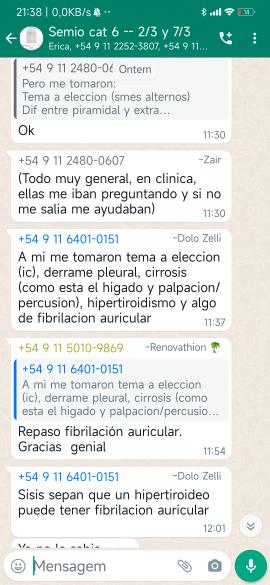 21:38 | 0,0KB/s
14
Semio cat 6 -- 2/3 y 7/3
Erica, +54 9 11 2252-3807, +54 9 11...
+54 9 11 2480-06 Ontem
Pero me tomaron:
Tema a eleccion (smes alternos)
Dif entre piramidal y extra...
Ok
11:30
+54 9 11 2480-0607 ~Zair
(Todo muy general, en clinica,
ellas me iban preguntando y si no
me salia me ayudaban)
11:30
+54 9 11 6401-0151 ~Dolo Zelli
A mi me tomaron tema a eleccion
(ic), derrame pleural, cirrosis
(como esta el higado y palpacion/
percusion), hipertiroidismo y algo
de fibrilacion auricular
11:37
+54 9 11 5010-9869 ~Renovathion 🌴
+54 9 11 6401-0151
A mi me tomaron tema a eleccion
(ic), derrame pleural, cirrosis (como
esta el higado y palpacion/percusio...
Repaso fibrilación auricular.
Gracias genial
11:54
+54 9 11 6401-0151 ~Dolo Zelli
Sisis sepan que un hipertiroideo
puede tener fibrilacion auricular
12:01
Mensagem